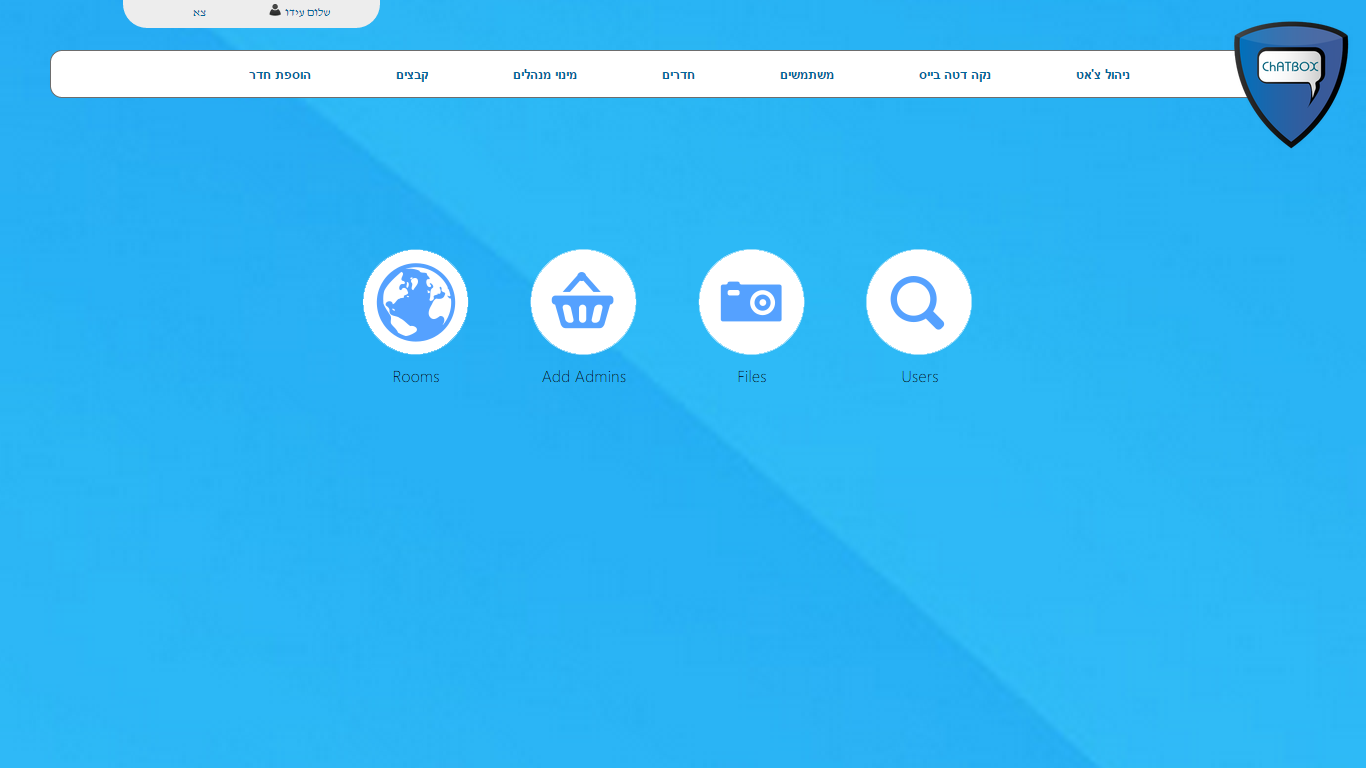 שלום עידו
צא
ChATBOX
ניהול צ'אט
נקה דטה בייס
משתמשים
חדרים
מינוי מנהלים
קבצים
הוספת חדר
Rooms
Add Admins
Files
Users